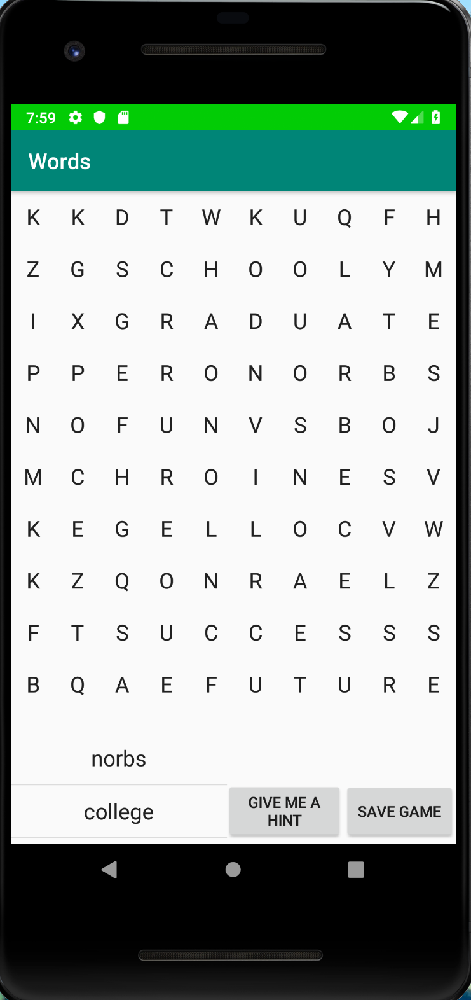 7:59
Words
K K D T W K U Q F H
Z G S C H O O L Y M
I X G R A D U A T E
P P E R O N O R B S
N O F U N V S B O J
M C H R O I N E S V
K E G E L L O C V W
K Z Q O N R A E L Z
F T S U C C E S S S
B Q A E F U T U R E
norbs
college
GIVE ME A
HINT
SAVE GAME